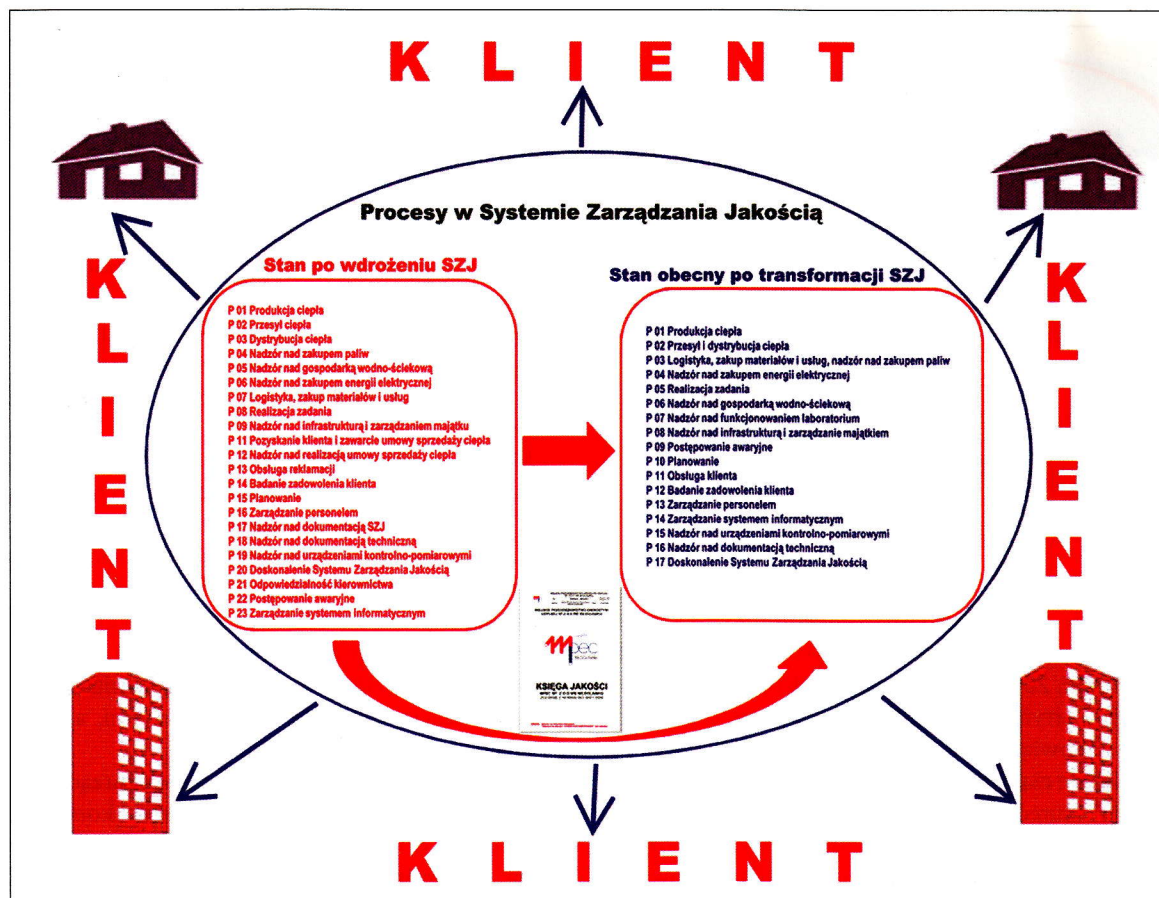 KLIENT
KLIENT
KLIENT
Procesy w Systemie Zarządzania Jakością
Stan po wdrożeniu SZJ
P 01 Produkcja ciepła
P 02 Przesył ciepła
P 03 Dystrybucja ciepła
P 04 Nadzór nad zakupem paliw
P 05 Nadzór nad gospodarką wodno-ściekową
P 06 Nadzór nad zakupem energii elektrycznej
P 07 Logistyka, zakup materiałów i usług
P 08 Realizacja zadania
P 09 Nadzór nad infrastrukturą i zarządzaniem majątku
P 11 Pozyskanie klienta i zawarcie umowy sprzedaży ciepła
P 12 Nadzór nad realizacją umowy sprzedaży ciepła
P 13 Obsługa reklamacji
P 14 Badanie zadowolenia klienta
P 15 Planowanie
P 16 Zarządzanie personelem
P 17 Nadzór nad dokumentacją SZJ
P 18 Nadzór nad dokumentacją techniczną
P 19 Nadzór nad urządzeniami kontrolno-pomiarowymi
P 20 Doskonalenie Systemu Zarządzania Jakością
P 21 Odpowiedzialność kierownictwa
P 22 Postępowanie awaryjne
P 23 Zarządzanie systemem informatycznym
Stan obecny po transformacji SZJ
P 01 Produkcja ciepła
P 02 Przesył i dystrybucja ciepła
P 03 Logistyka, zakup materiałów i usług, nadzór nad zakupem paliw
P 04 Nadzór nad zakupem energii elektrycznej
P 05 Realizacja zadania
P 06 Nadzór nad gospodarką wodno-ściekową
P 07 Nadzór nad funkcjonowaniem laboratorium
P 08 Nadzór nad infrastrukturą i zarządzanie majątkiem
P 09 Postępowanie awaryjne
P 10 Planowanie
P 11 Obsługa klienta
P 12 Badanie zadowolenia klienta
P 13 Zarządzanie personelem
P 14 Zarządzanie systemem informatycznym
P 15 Nadzór nad urządzeniami kontrolno-pomiarowymi
P 16 Nadzór nad dokumentacją techniczną
P 17 Doskonalenie Systemu Zarządzania Jakością
mpec
KSIĘGA JAKOŚCI
KLIENT